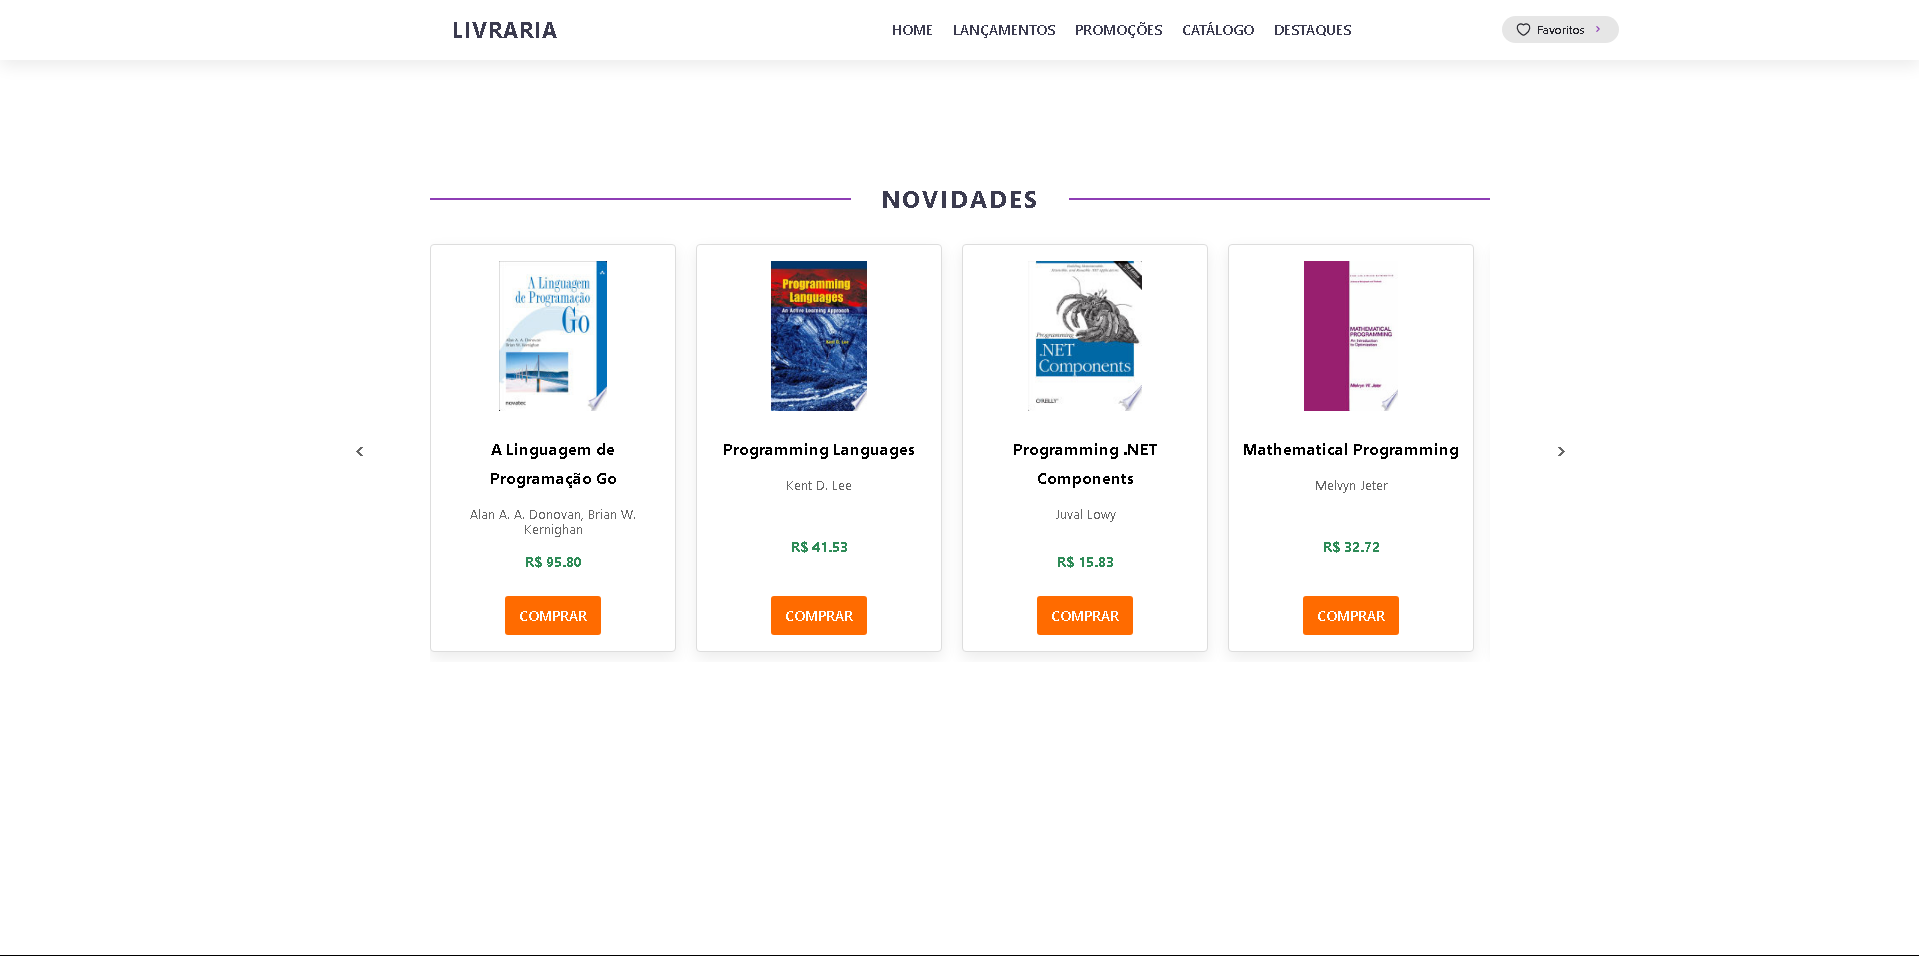 LIVRARIA
HOME LANÇAMENTOS PROMOÇÕES CATÁLOGO DESTAQUES
Favoritos
NOVIDADES
A Linguagem
de Programação
Go
Alan A. A. Donovan
Brian W. Kernighan
novatec
A Linguagem de
Programação Go
Alan A. A. Donovan, Brian W.
Kernighan
R$ 95.80
COMPRAR
Programming
Languages
An Active Learning Approach
Kent D. Lee
Programming Languages
Kent D. Lee
R$ 41.53
COMPRAR
Programming
.NET
Components
O'REILLY
Programming .NET
Components
Juval Lowy
R$ 15.83
COMPRAR
MATHEMATICAL
PROGRAMMING
An Introduction
to Optimization
Melvyn W. Jeter
Mathematical Programming
Melvyn Jeter
R$ 32.72
COMPRAR